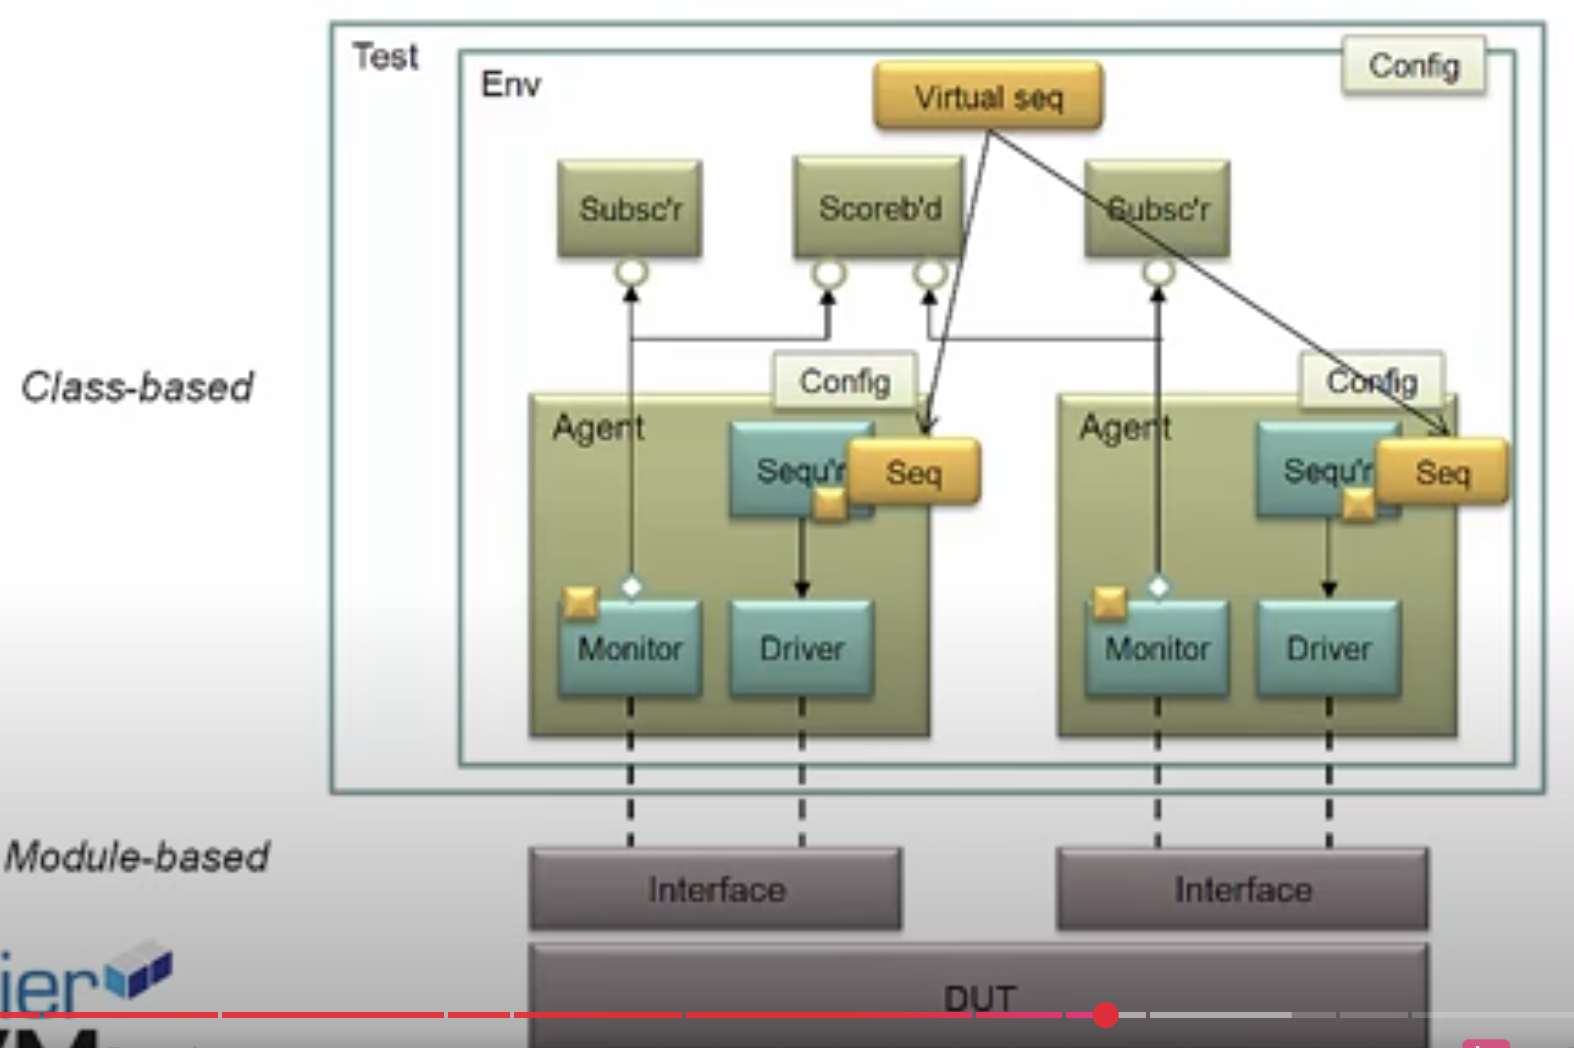 Test
Config
Env
Virtual seq
Subsc'r
Scoreb'd
Subsc'r
Class-based
Config
Config
Agent
Agent
Sequ'r
Seq
Sequ'r
Seq
Monitor
Driver
Monitor
Driver
Module-based
Interface
Interface
ier
DUT